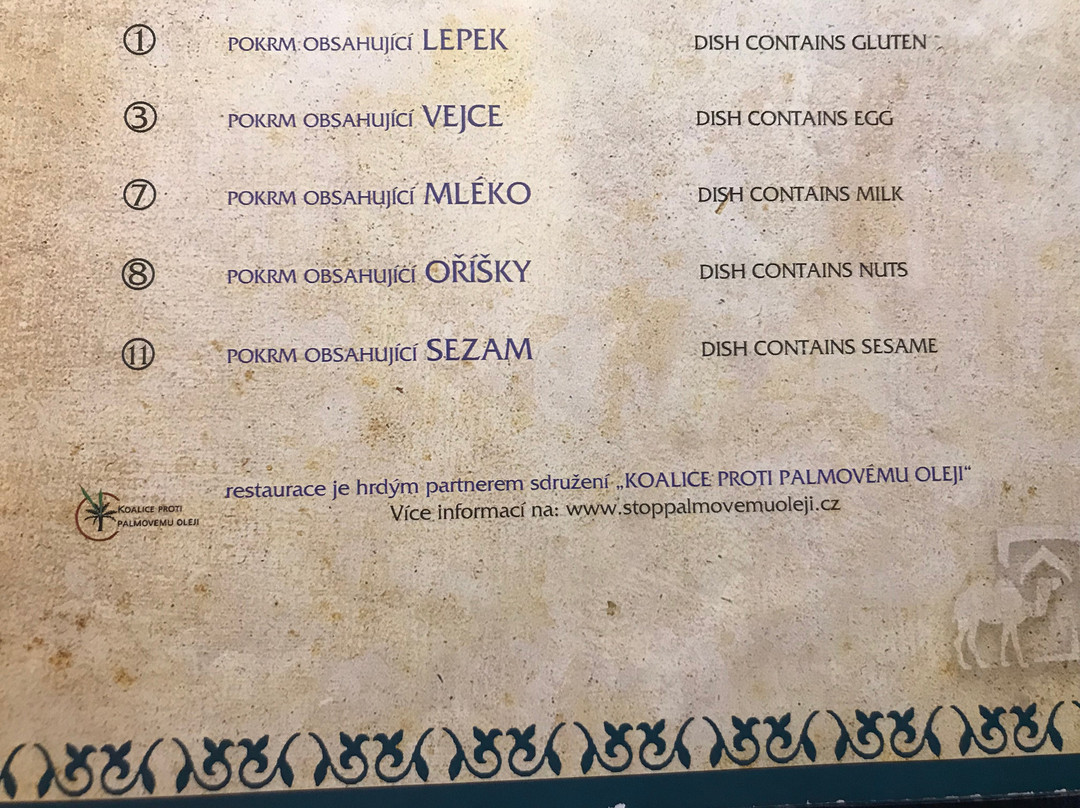 ① POKRM OBSAHUJÍCÍ LEPEK DISH CONTAINS GLUTEN
③ POKRM OBSAHUJÍCÍ VEJCE DISH CONTAINS EGG
⑦ POKRM OBSAHUJÍCÍ MLÉKO DISH CONTAINS MILK
⑧ POKRM OBSAHUJÍCÍ OŘÍŠKY DISH CONTAINS NUTS
⑪ POKRM OBSAHUJÍCÍ SEZAM DISH CONTAINS SESAME
restaurace je hrdým partnerem sdružení „KOALICE PROTI PALMOVÉMU OLEJI“
Více informací na: www.stoppalmovemuoleji.cz
KOALICE PROTI
PALMOVEMU OLEJI